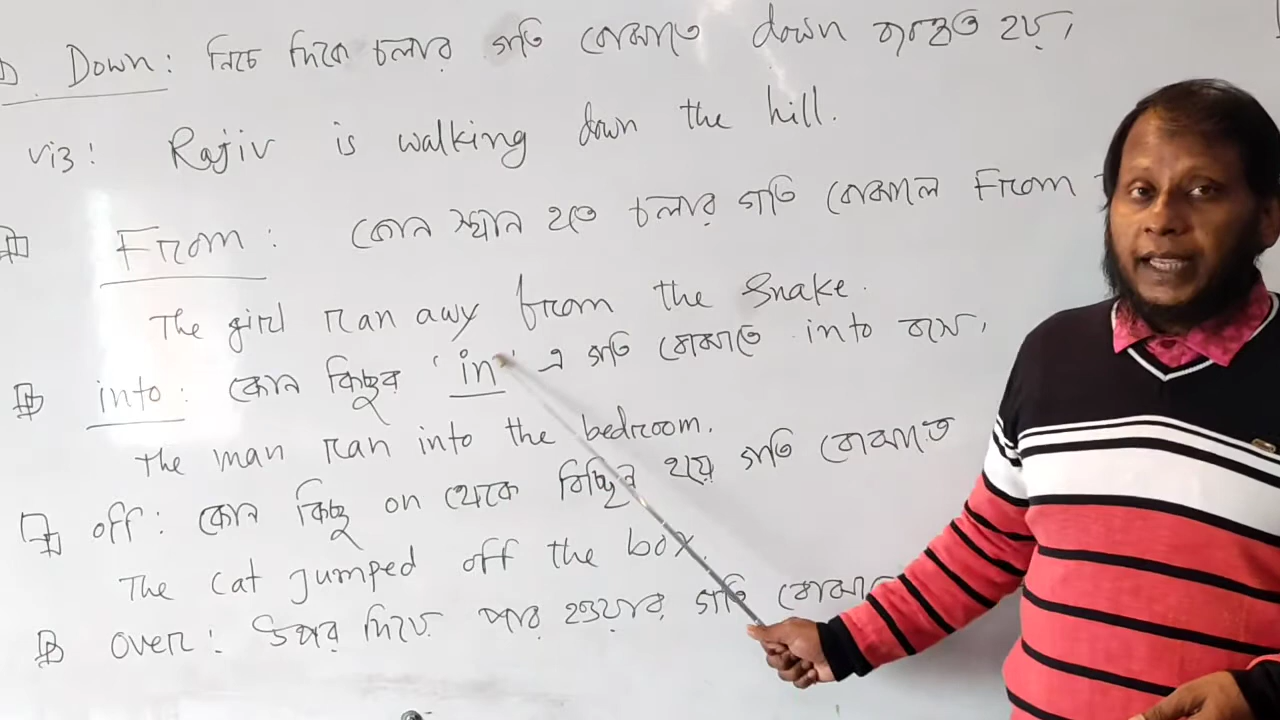 Down: নিচে দিকে চলার গতি বোঝাতে down ব্যবহৃত হয়।
Viz: Rajiv is walking down the hill.
From: কোন স্থান হতে চলার গতি বোঝালে From
The girl ran awy from the Snake.
into: কোন কিছুর 'in' এ গতি বোঝাতে into বসে।
The man ran into the bedroom.
off: কোন কিছু on থেকে বিচ্ছিন্ন হয়ে গতি বোঝাতে
The cat Jumped off the box.
over: উপর দিয়ে পার হওয়ার গতি